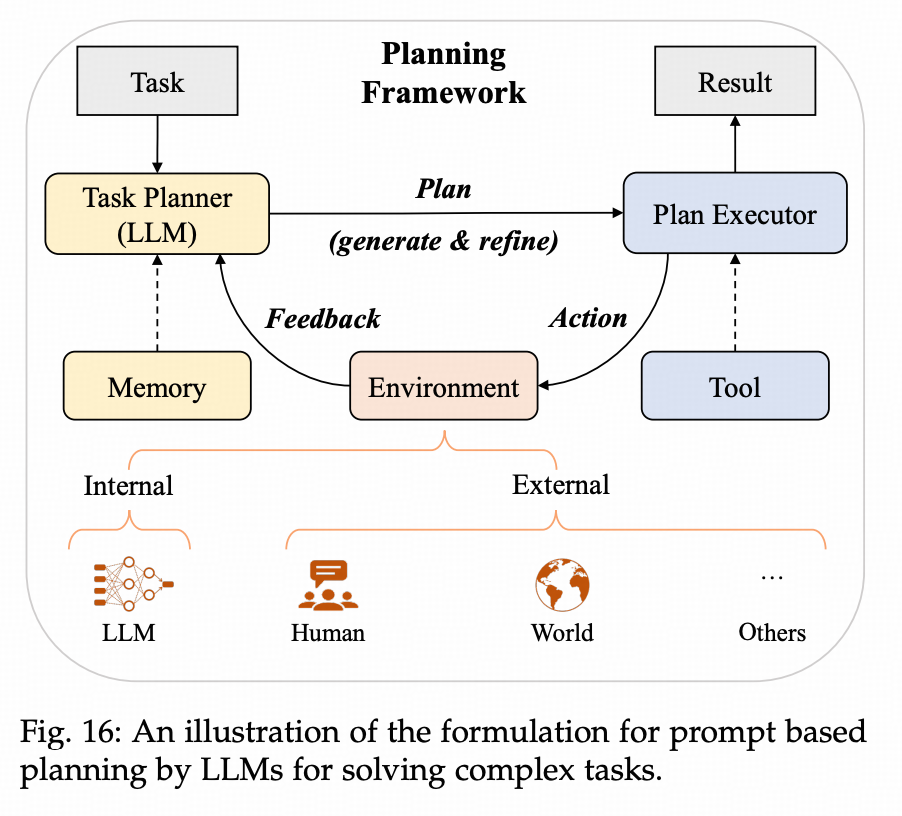 Planning
Framework
Task
Result
Task Planner
(LLM)
Plan
(generate & refine)
Plan Executor
Feedback
Action
Memory
Environment
Tool
Internal
External
LLM
Human
World
...
Others
Fig. 16: An illustration of the formulation for prompt based
planning by LLMs for solving complex tasks.